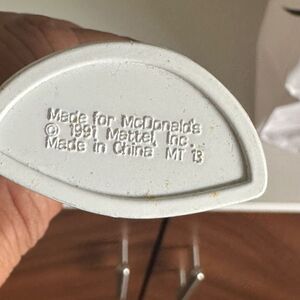 Made for McDonald's
© 1991 Mattel, Inc.
Made in China MT 13